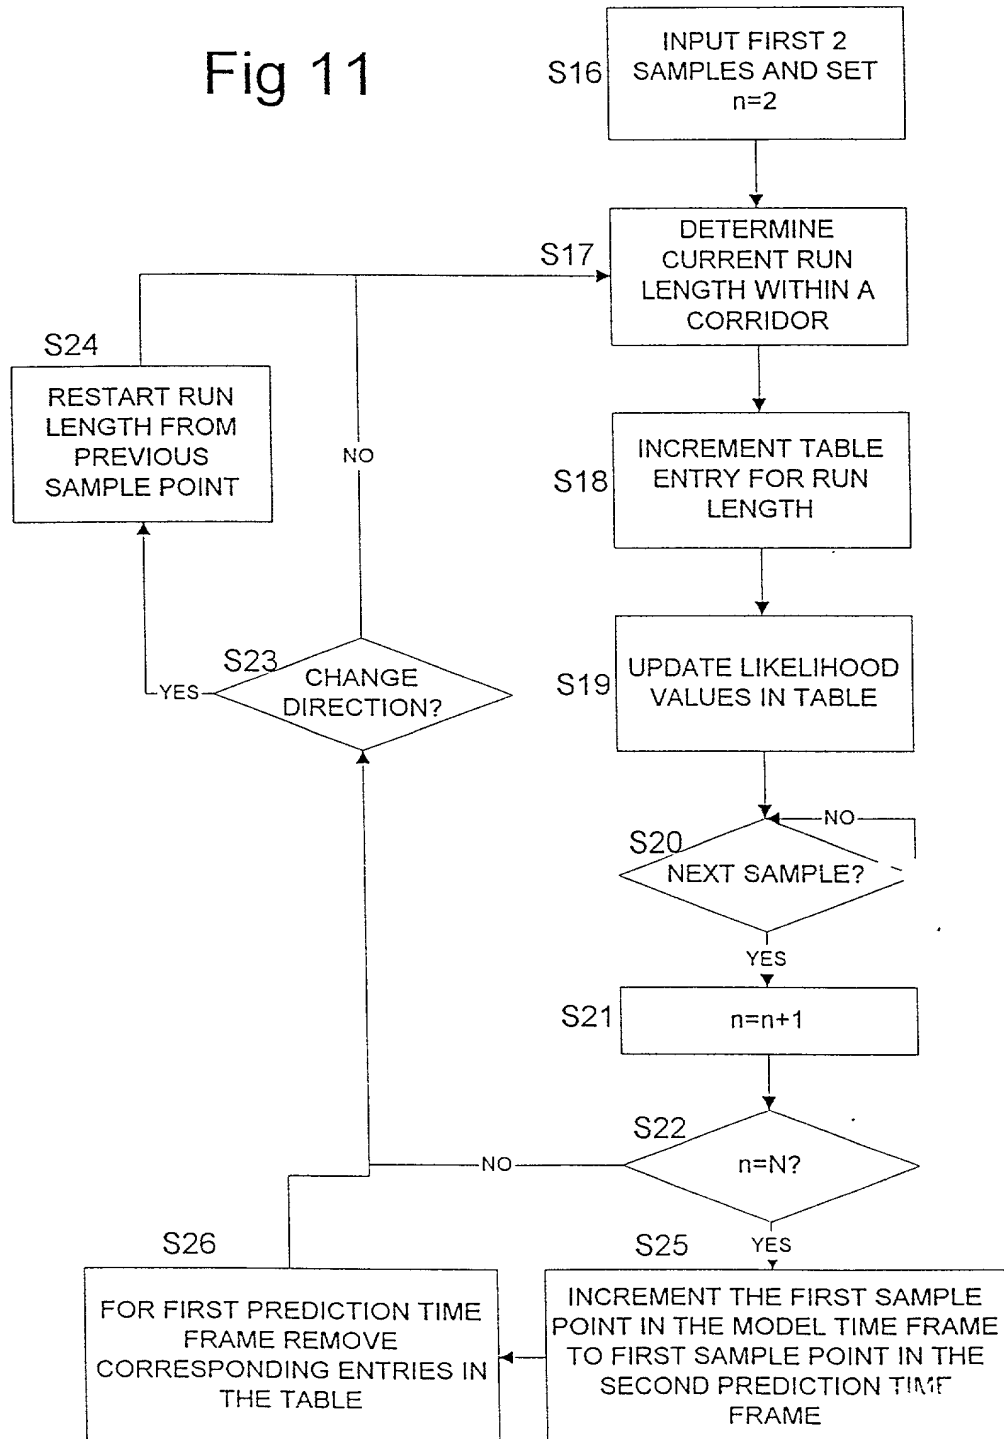 Fig 11
S16
INPUT FIRST 2
SAMPLES AND SET
n=2
S17
DETERMINE
CURRENT RUN
LENGTH WITHIN A
CORRIDOR
S24
RESTART RUN
LENGTH FROM
PREVIOUS
SAMPLE POINT
NO
S18
INCREMENT TABLE
ENTRY FOR RUN
LENGTH
S23
CHANGE
DIRECTION?
YES
S19
UPDATE LIKELIHOOD
VALUES IN TABLE
NO
S20
NEXT SAMPLE?
YES
S21
n=n+1
S22
n=N?
NO
YES
S26
FOR FIRST PREDICTION TIME
FRAME REMOVE
CORRESPONDING ENTRIES IN
THE TABLE
S25
INCREMENT THE FIRST SAMPLE
POINT IN THE MODEL TIME FRAME
TO FIRST SAMPLE POINT IN THE
SECOND PREDICTION TIME
FRAME